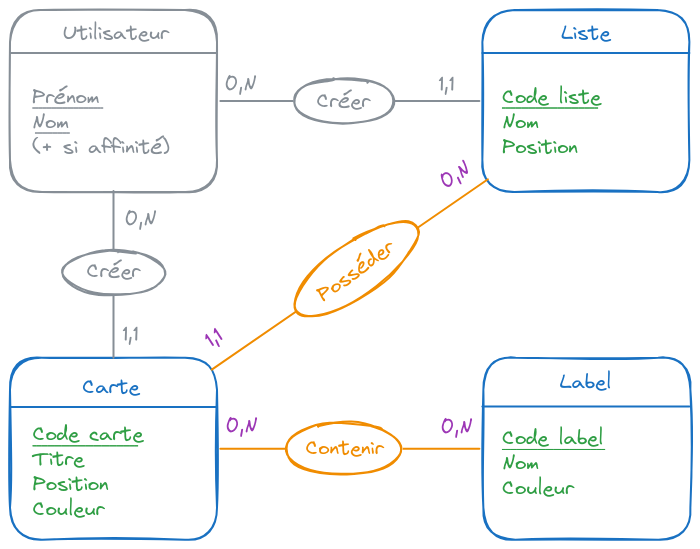 Utilisateur
Prénom
Nom
(+ si affinité)
0,N
Créer
1,1
Liste
Code liste
Nom
Position
0,N
Créer
1,1
0,N
Posséder
1,1
Carte
Code carte
Titre
Position
Couleur
0,N
Contenir
0,N
Label
Code label
Nom
Couleur